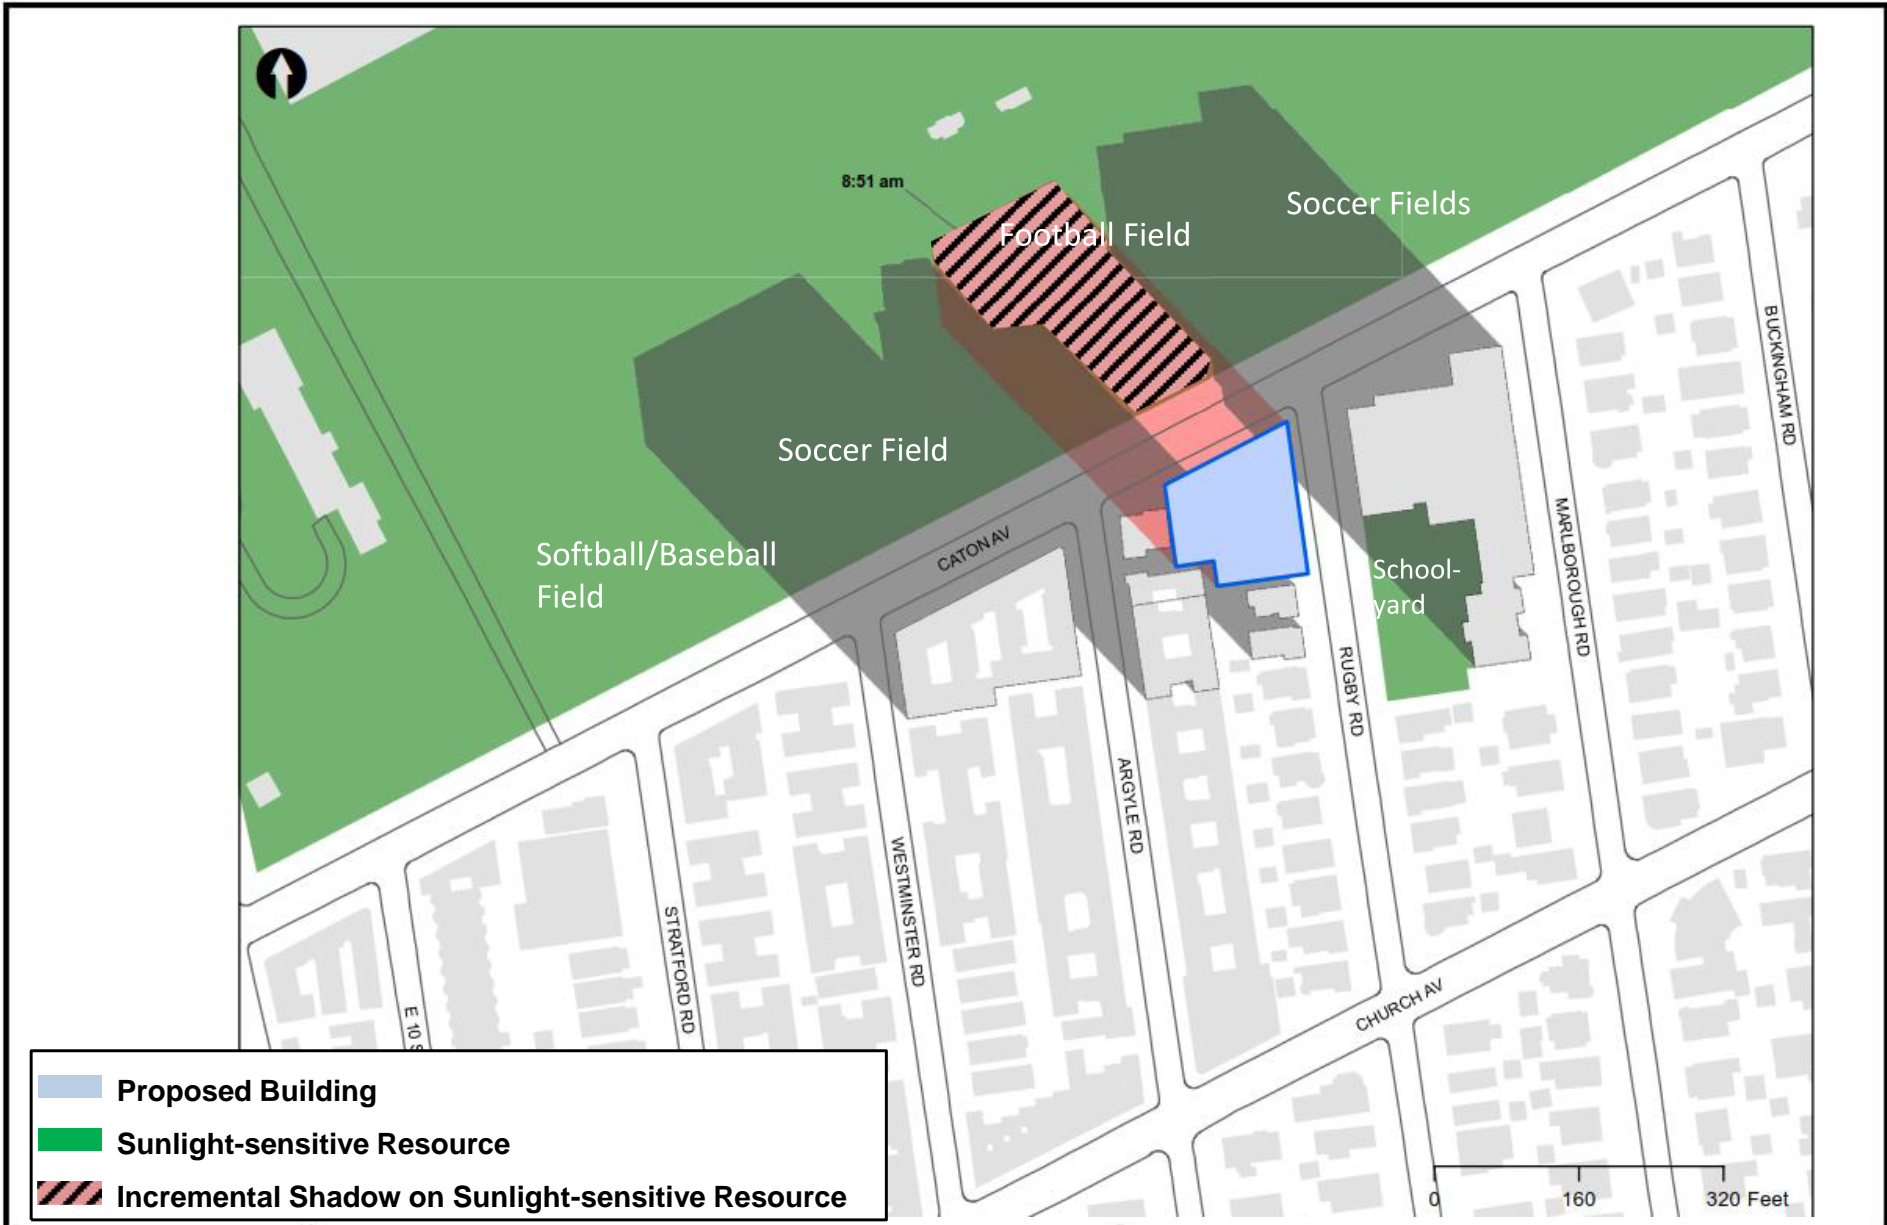 8:51 am
Soccer Fields
Football Field
Soccer Field
Softball/Baseball
Field
School-
yard
CATON AV
BUCKINGHAM RD
MARLBOROUGH RD
RUGBY RD
ARGYLE RD
WESTMINSTER RD
STRATFORD RD
E 10 S
CHURCH AV
Proposed Building
Sunlight-sensitive Resource
Incremental Shadow on Sunlight-sensitive Resource
0 160 320 Feet